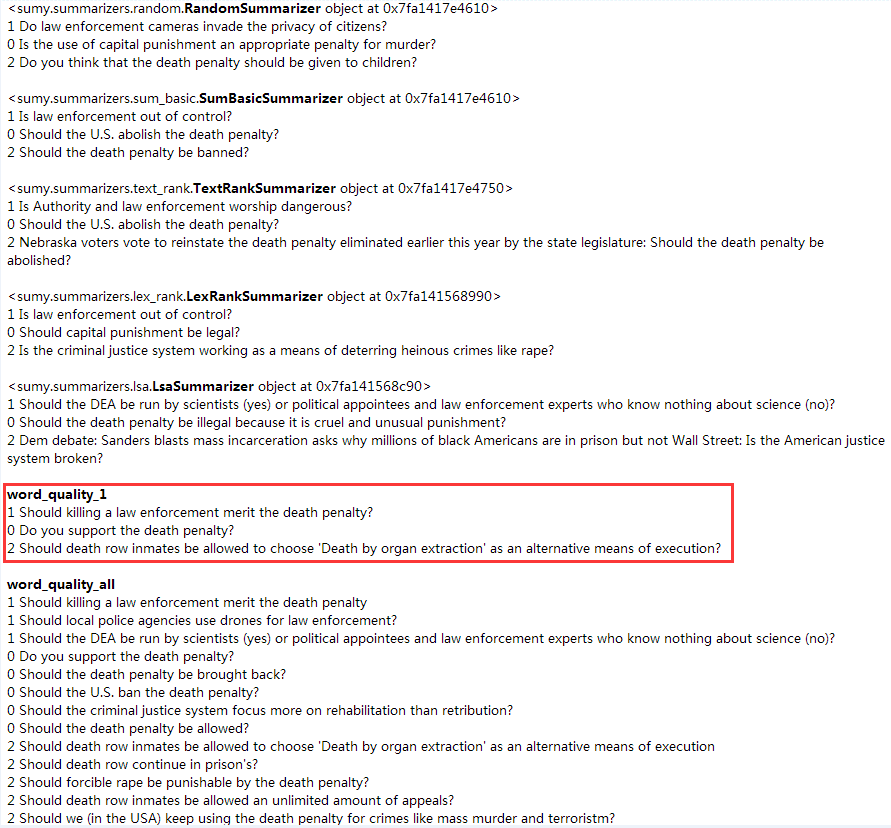 <sumy.summarizers.random.RandomSummarizer object at 0x7fa1417e4610>
1 Do law enforcement cameras invade the privacy of citizens?
0 Is the use of capital punishment an appropriate penalty for murder?
2 Do you think that the death penalty should be given to children?
<sumy.summarizers.sum_basic.SumBasicSummarizer object at 0x7fa1417e4610>
1 Is law enforcement out of control?
0 Should the U.S. abolish the death penalty?
2 Should the death penalty be banned?
<sumy.summarizers.text_rank.TextRankSummarizer object at 0x7fa1417e4750>
1 Is Authority and law enforcement worship dangerous?
0 Should the U.S. abolish the death penalty?
2 Nebraska voters vote to reinstate the death penalty eliminated earlier this year by the state legislature: Should the death penalty be
abolished?
<sumy.summarizers.lex_rank.LexRankSummarizer object at 0x7fa141568990>
1 Is law enforcement out of control?
0 Should capital punishment be legal?
2 Is the criminal justice system working as a means of deterring heinous crimes like rape?
<sumy.summarizers.lsa.LsaSummarizer object at 0x7fa141568c90>
1 Should the DEA be run by scientists (yes) or political appointees and law enforcement experts who know nothing about science (no)?
0 Should the death penalty be illegal because it is cruel and unusual punishment?
2 Dem debate: Sanders blasts mass incarceration asks why millions of black Americans are in prison but not Wall Street: Is the American justice
system broken?
word_quality_1
1 Should killing a law enforcement merit the death penalty?
0 Do you support the death penalty?
2 Should death row inmates be allowed to choose 'Death by organ extraction' as an alternative means of execution?
word_quality_all
1 Should killing a law enforcement merit the death penalty
1 Should local police agencies use drones for law enforcement?
1 Should the DEA be run by scientists (yes) or political appointees and law enforcement experts who know nothing about science (no)?
0 Do you support the death penalty?
0 Should the death penalty be brought back?
0 Should the U.S. ban the death penalty?
0 Should the criminal justice system focus more on rehabilitation than retribution?
0 Should the death penalty be allowed?
2 Should death row inmates be allowed to choose 'Death by organ extraction' as an alternative means of execution
2 Should death row continue in prison's?
2 Should forcible rape be punishable by the death penalty?
2 Should death row inmates be allowed an unlimited amount of appeals?
2 Should we (in the USA) keep using the death penalty for crimes like mass murder and terroristm?